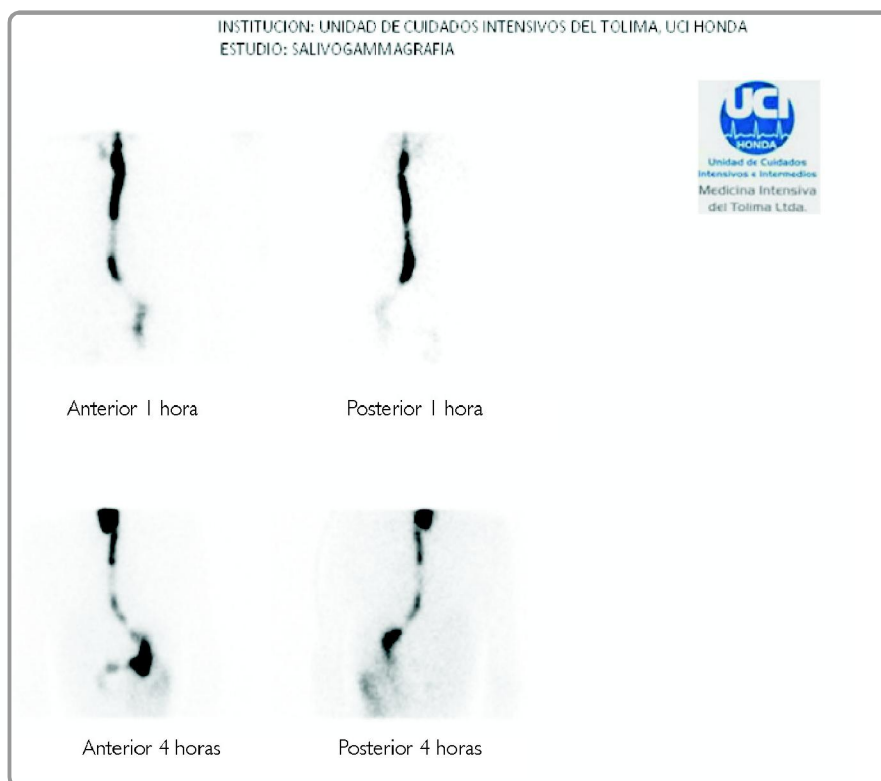 INSTITUCION: UNIDAD DE CUIDADOS INTENSIVOS DEL TOLIMA, UCI HONDA
ESTUDIO: SALIVOGAMMAGRAFIA
UCI
HONDA
Unidad de Cuidados
Intensivos e Intermedios
Medicina Intensiva
del Tolima Ltda.
Anterior 1 hora
Posterior 1 hora
Anterior 4 horas
Posterior 4 horas